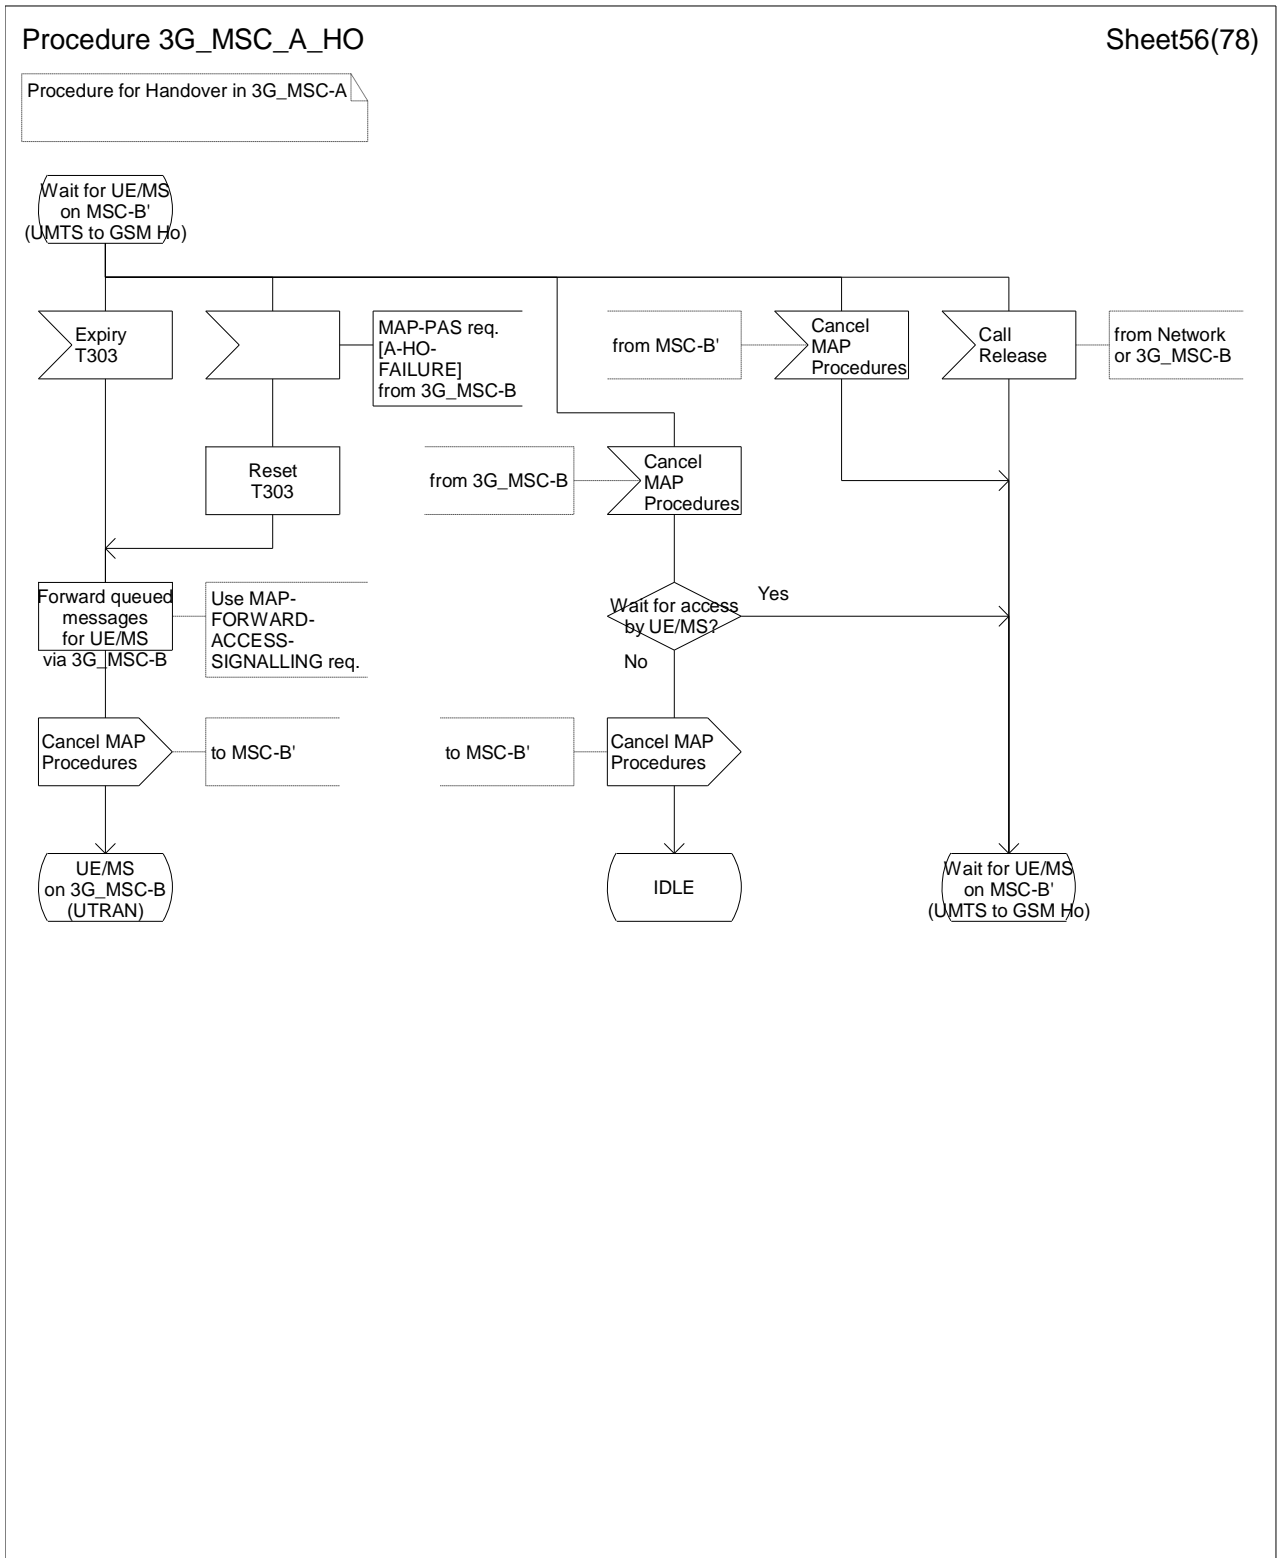 Procedure 3G_MSC_A_HO
Sheet56(78)
Procedure for Handover in 3G_MSC-A
Wait for UE/MS
on MSC-B'
(UMTS to GSM Ho)
Expiry
T303
MAP-PAS req.
[A-HO-
FAILURE]
from 3G_MSC-B
from MSC-B'
Cancel
MAP
Procedures
Call
Release
from Network
or 3G_MSC-B
Reset
T303
from 3G_MSC-B
Cancel
MAP
Procedures
Forward queued
messages
for UE/MS
via 3G_MSC-B
Use MAP-
FORWARD-
ACCESS-
SIGNALLING req.
Wait for access
by UE/MS?
Yes
No
Cancel MAP
Procedures
to MSC-B'
to MSC-B'
Cancel MAP
Procedures
UE/MS
on 3G_MSC-B
(UTRAN)
IDLE
Wait for UE/MS
on MSC-B'
(UMTS to GSM Ho)